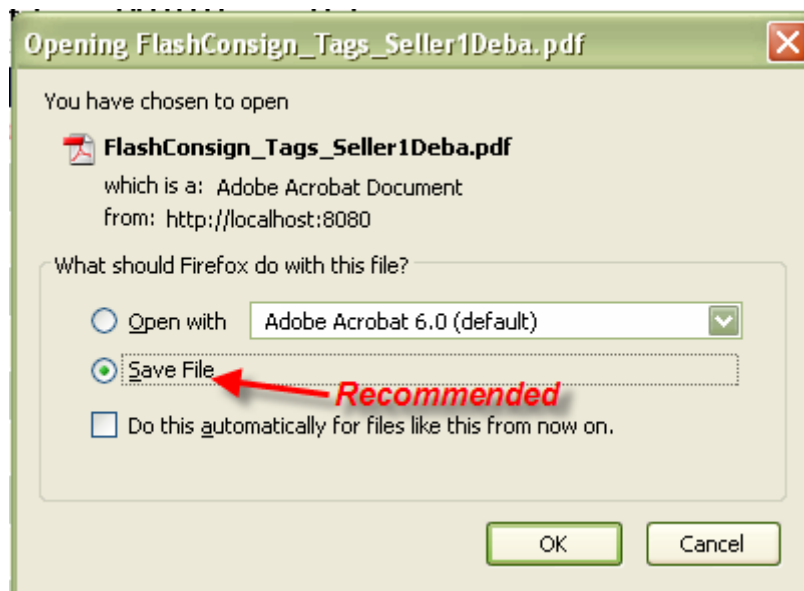 Opening FlashConsign_Tags_Seller1Deba.pdf
You have chosen to open
FlashConsign_Tags_Seller1Deba.pdf
which is a: Adobe Acrobat Document
from: http://localhost:8080
What should Firefox do with this file?
Open with Adobe Acrobat 6.0 (default)
Save File
Recommended
Do this automatically for files like this from now on.
OK Cancel